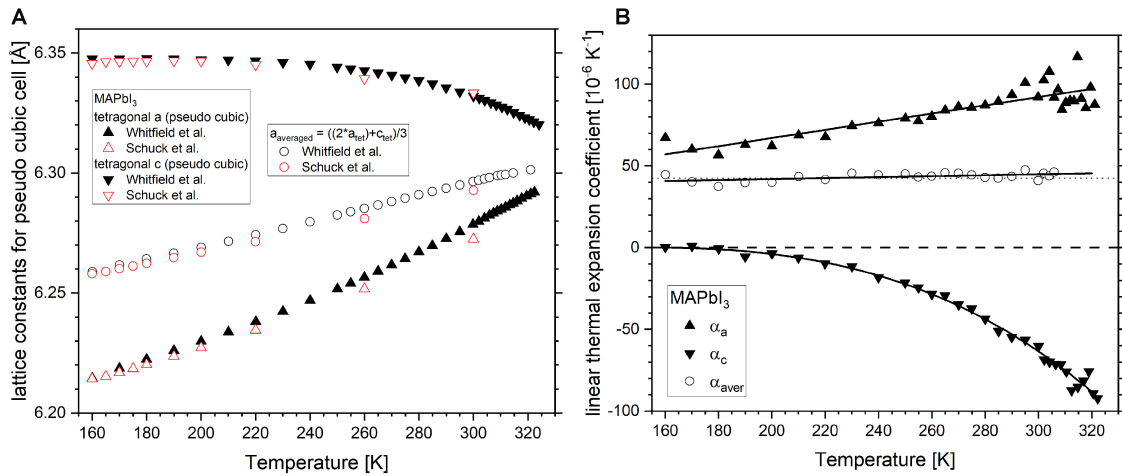 A
lattice constants for pseudo cubic cell [Å]
6.35
6.30
6.25
6.20
MAPbI3
tetragonal a (pseudo cubic)
Whitfield et al.
Schuck et al.
tetragonal c (pseudo cubic)
Whitfield et al.
Schuck et al.
a averaged = ((2*a tet)+c tet)/3
Whitfield et al.
Schuck et al.
160 180 200 220 240 260 280 300 320
Temperature [K]
B
linear thermal expansion coefficient [10-6 K-1]
100
50
0
-50
-100
MAPbI3
αa
αc
αaver
160 180 200 220 240 260 280 300 320
Temperature [K]